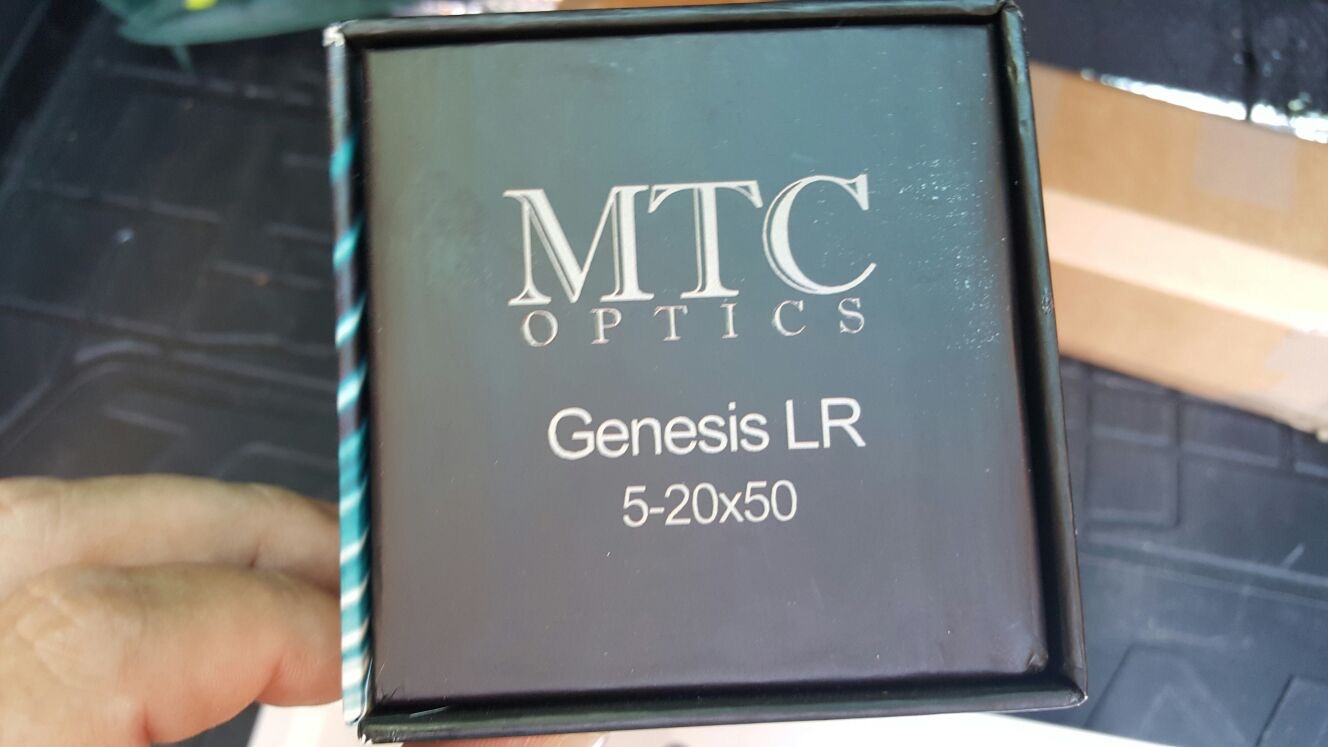 MTC
OPTICS
Genesis LR
5-20x50